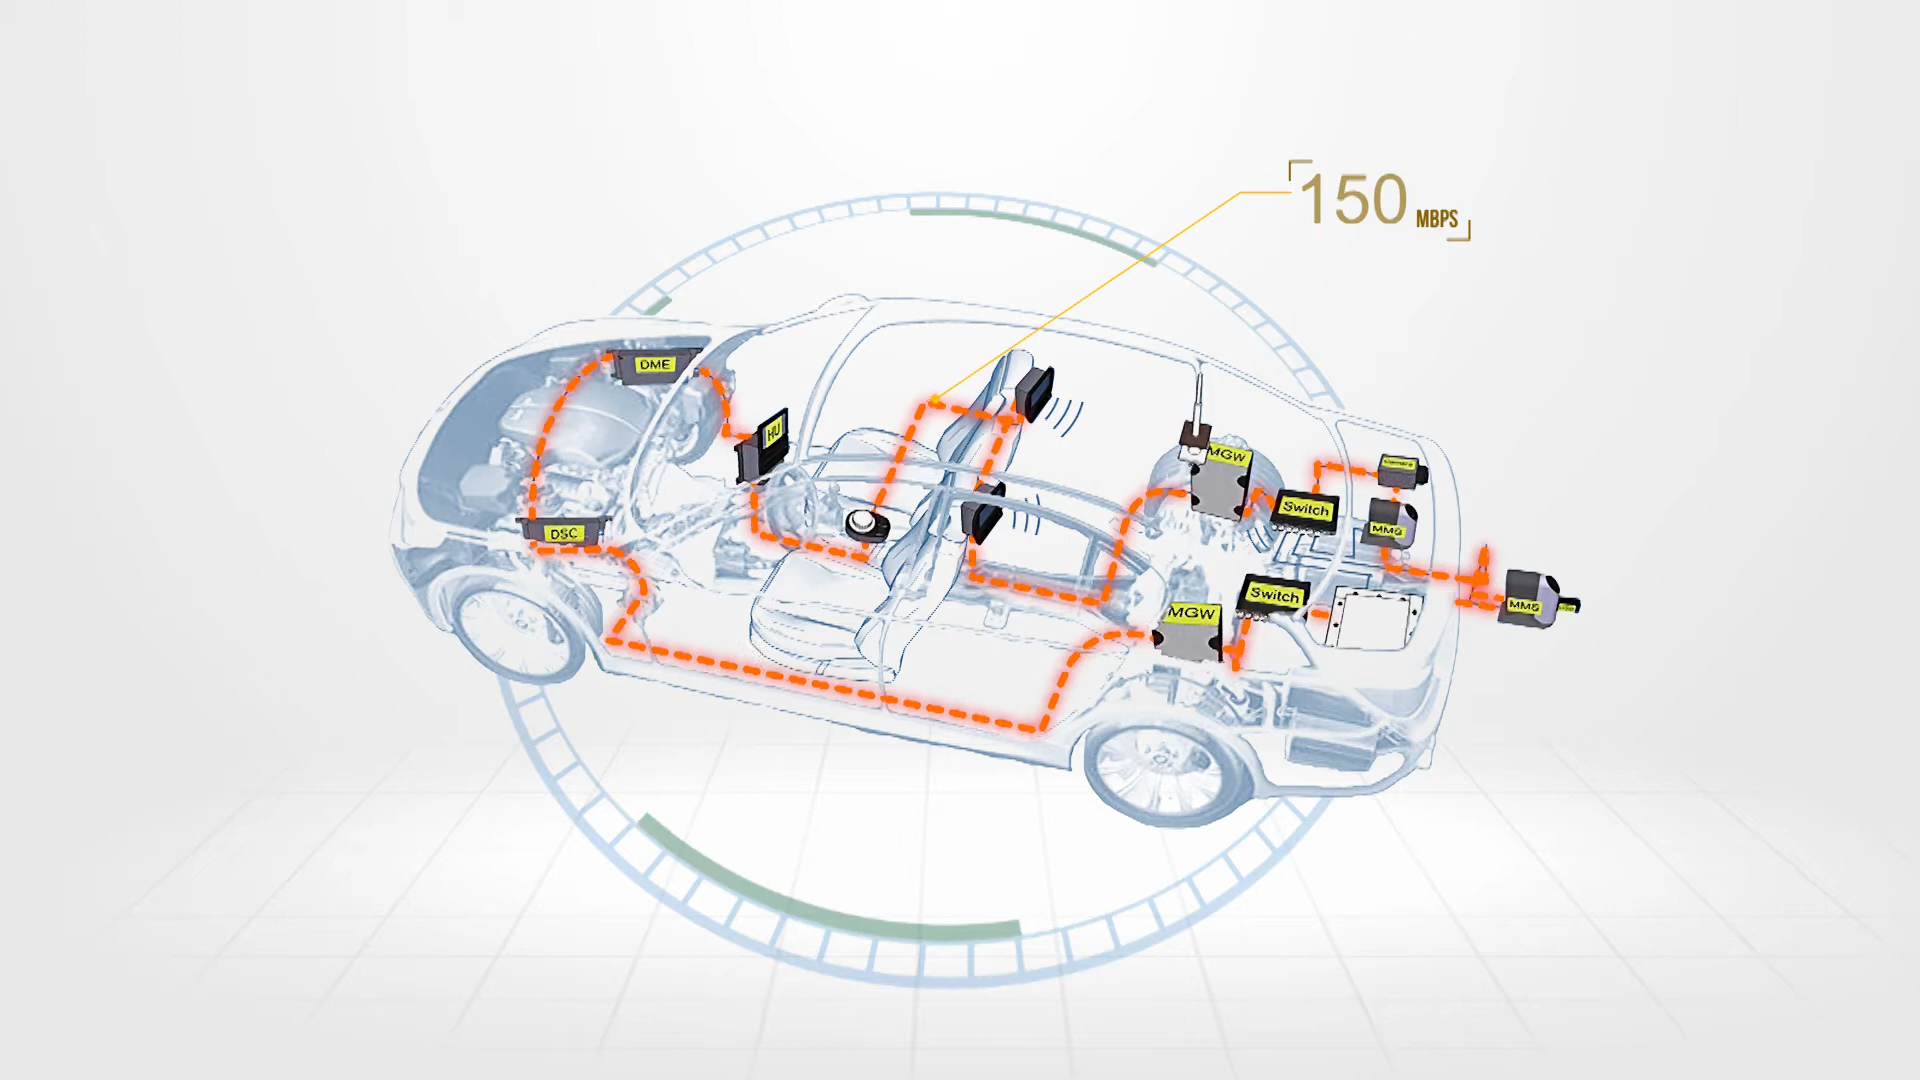 150 MBPS
DME
HU
MGW
Switch
DSC
MMS
Switch
MGW
MMS